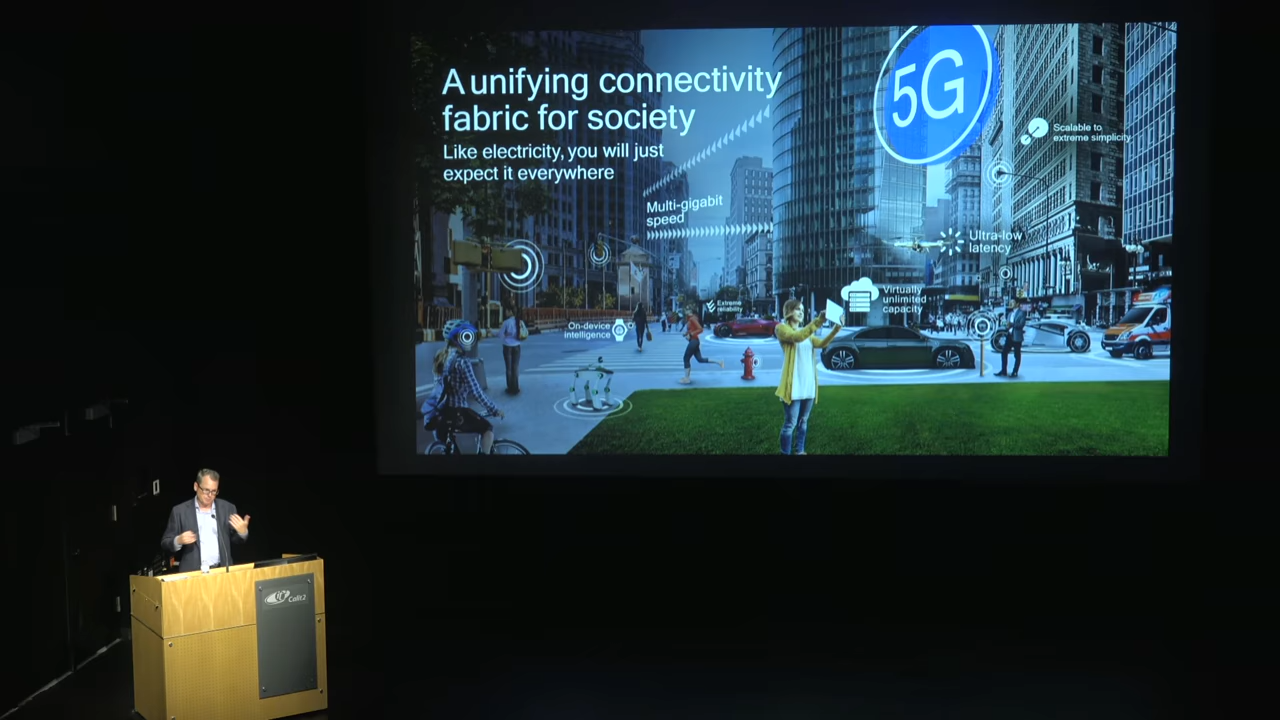 A unifying connectivity
fabric for society
Like electricity, you will just
expect it everywhere
5G
Scalable to
extreme simplicity
Multi-gigabit
speed
Ultra-low
latency
Virtually
unlimited
capacity
Extreme
reliability
On-device
intelligence
Calit2